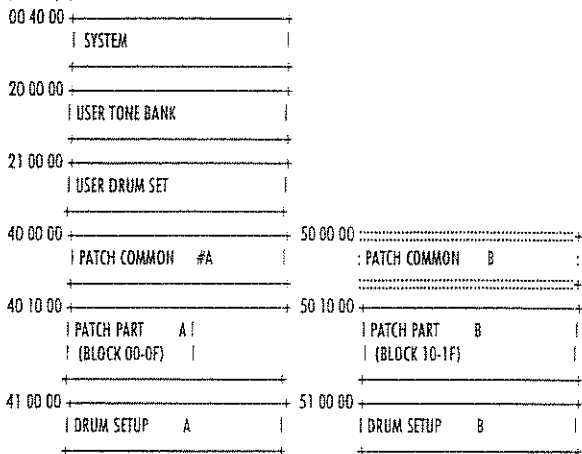 00 40 00
SYSTEM
20 00 00
USER TONE BANK
21 00 00
USER DRUM SET
40 00 00 50 00 00
PATCH COMMON #A : PATCH COMMON B :
40 10 00 50 10 00
PATCH PART A PATCH PART B
(BLOCK 00-0F) (BLOCK 10-1F)
41 00 00 51 00 00
DRUM SETUP A DRUM SETUP B